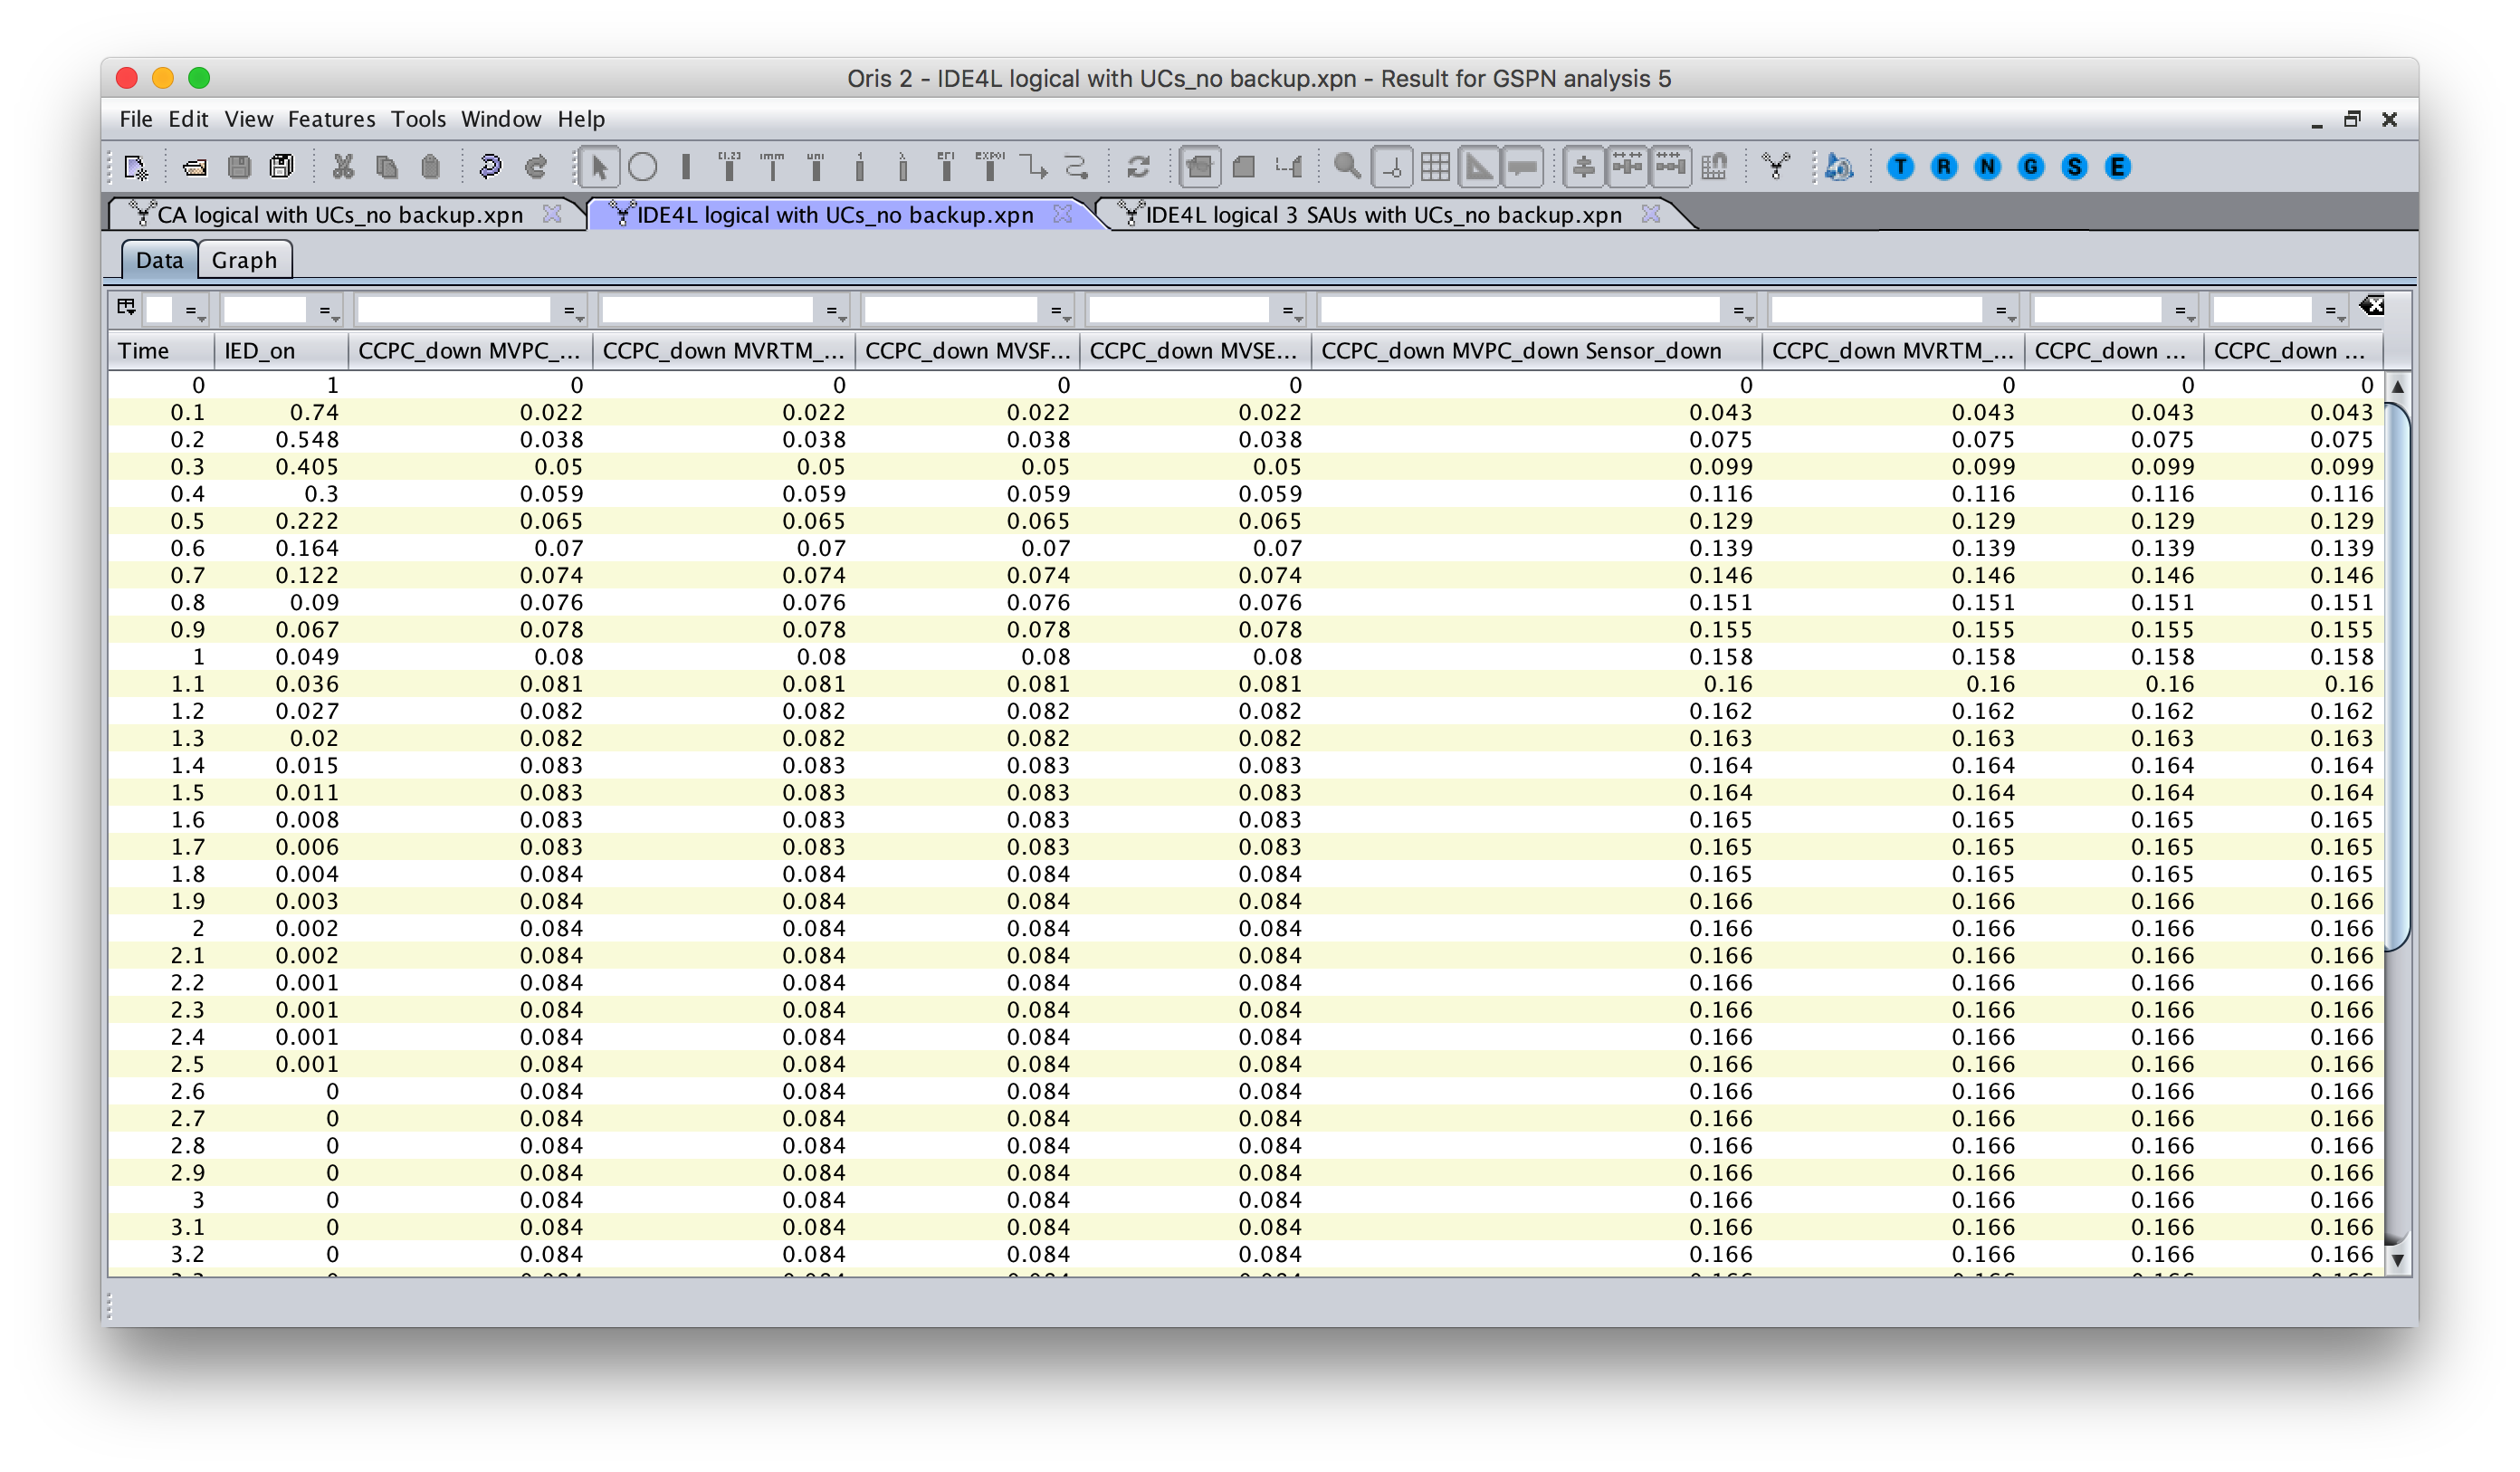 Oris 2 - IDE4L logical with UCs_no backup.xpn - Result for GSPN analysis 5
File Edit View Features Tools Window Help
T R N G S E
CA logical with UCs_no backup.xpn IDE4L logical with UCs_no backup.xpn IDE4L logical 3 SAUs with UCs_no backup.xpn
Data Graph
= = = = = = = = = =
Time IED_on CCPC_down MVPC_... CCPC_down MVRTM_... CCPC_down MVSF... CCPC_down MVSE... CCPC_down MVPC_down Sensor_down CCPC_down MVRTM_... CCPC_down ... CCPC_down ...
0 1 0 0 0 0 0 0 0 0
0.1 0.74 0.022 0.022 0.022 0.022 0.043 0.043 0.043 0.043
0.2 0.548 0.038 0.038 0.038 0.038 0.075 0.075 0.075 0.075
0.3 0.405 0.05 0.05 0.05 0.05 0.099 0.099 0.099 0.099
0.4 0.3 0.059 0.059 0.059 0.059 0.116 0.116 0.116 0.116
0.5 0.222 0.065 0.065 0.065 0.065 0.129 0.129 0.129 0.129
0.6 0.164 0.07 0.07 0.07 0.07 0.139 0.139 0.139 0.139
0.7 0.122 0.074 0.074 0.074 0.074 0.146 0.146 0.146 0.146
0.8 0.09 0.076 0.076 0.076 0.076 0.151 0.151 0.151 0.151
0.9 0.067 0.078 0.078 0.078 0.078 0.155 0.155 0.155 0.155
1 0.049 0.08 0.08 0.08 0.08 0.158 0.158 0.158 0.158
1.1 0.036 0.081 0.081 0.081 0.081 0.16 0.16 0.16 0.16
1.2 0.027 0.082 0.082 0.082 0.082 0.162 0.162 0.162 0.162
1.3 0.02 0.082 0.082 0.082 0.082 0.163 0.163 0.163 0.163
1.4 0.015 0.083 0.083 0.083 0.083 0.164 0.164 0.164 0.164
1.5 0.011 0.083 0.083 0.083 0.083 0.164 0.164 0.164 0.164
1.6 0.008 0.083 0.083 0.083 0.083 0.165 0.165 0.165 0.165
1.7 0.006 0.083 0.083 0.083 0.083 0.165 0.165 0.165 0.165
1.8 0.004 0.084 0.084 0.084 0.084 0.165 0.165 0.165 0.165
1.9 0.003 0.084 0.084 0.084 0.084 0.166 0.166 0.166 0.166
2 0.002 0.084 0.084 0.084 0.084 0.166 0.166 0.166 0.166
2.1 0.002 0.084 0.084 0.084 0.084 0.166 0.166 0.166 0.166
2.2 0.001 0.084 0.084 0.084 0.084 0.166 0.166 0.166 0.166
2.3 0.001 0.084 0.084 0.084 0.084 0.166 0.166 0.166 0.166
2.4 0.001 0.084 0.084 0.084 0.084 0.166 0.166 0.166 0.166
2.5 0.001 0.084 0.084 0.084 0.084 0.166 0.166 0.166 0.166
2.6 0 0.084 0.084 0.084 0.084 0.166 0.166 0.166 0.166
2.7 0 0.084 0.084 0.084 0.084 0.166 0.166 0.166 0.166
2.8 0 0.084 0.084 0.084 0.084 0.166 0.166 0.166 0.166
2.9 0 0.084 0.084 0.084 0.084 0.166 0.166 0.166 0.166
3 0 0.084 0.084 0.084 0.084 0.166 0.166 0.166 0.166
3.1 0 0.084 0.084 0.084 0.084 0.166 0.166 0.166 0.166
3.2 0 0.084 0.084 0.084 0.084 0.166 0.166 0.166 0.166